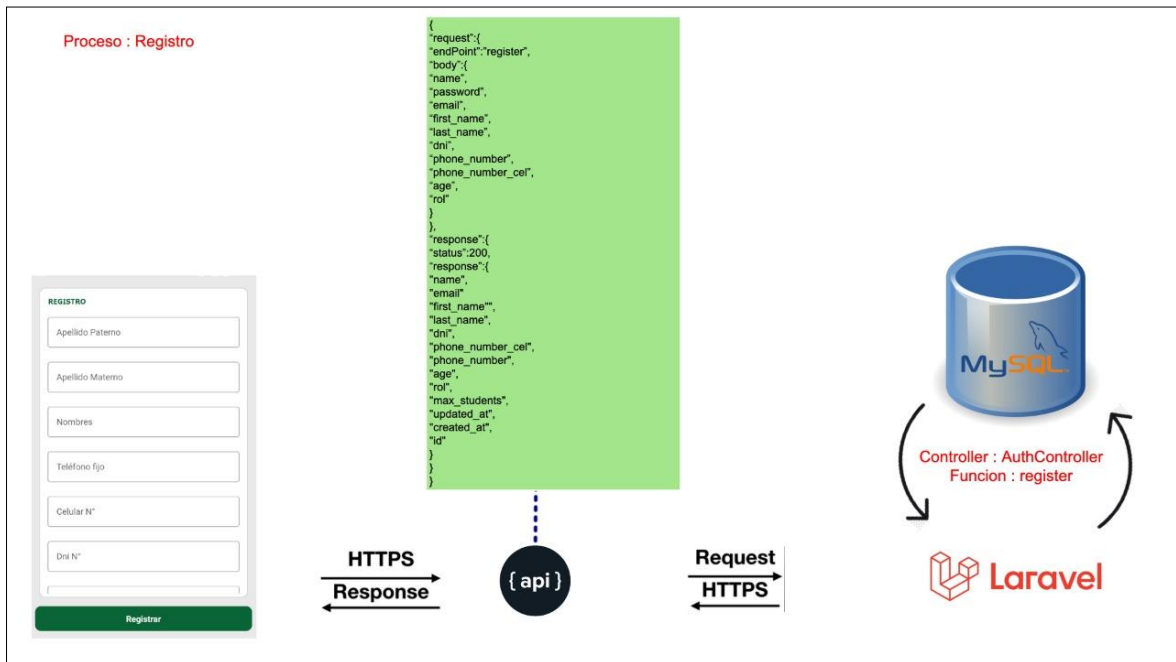 Proceso : Registro
{
“request”:{
“endPoint”:”register”,
“body”:{
“name”,
“password”,
“email”,
“first_name”,
“last_name”,
“dni”,
“phone_number”,
“phone_number_cel”,
“age”,
“rol”
}
},
“response”:{
“status”:200,
“response”:{
"name",
"email"
"first_name"",
"last_name",
"dni",
"phone_number_cel",
"phone_number",
"age",
"rol",
"max_students",
"updated_at",
"created_at",
"id"
}
}
}
REGISTRO
Apellido Paterno
Apellido Materno
Nombres
Teléfono fijo
Celular N°
Dni N°
Registrar
HTTPS
Response
{api}
Request
HTTPS
MySQL
Controller : AuthController
Funcion : register
Laravel